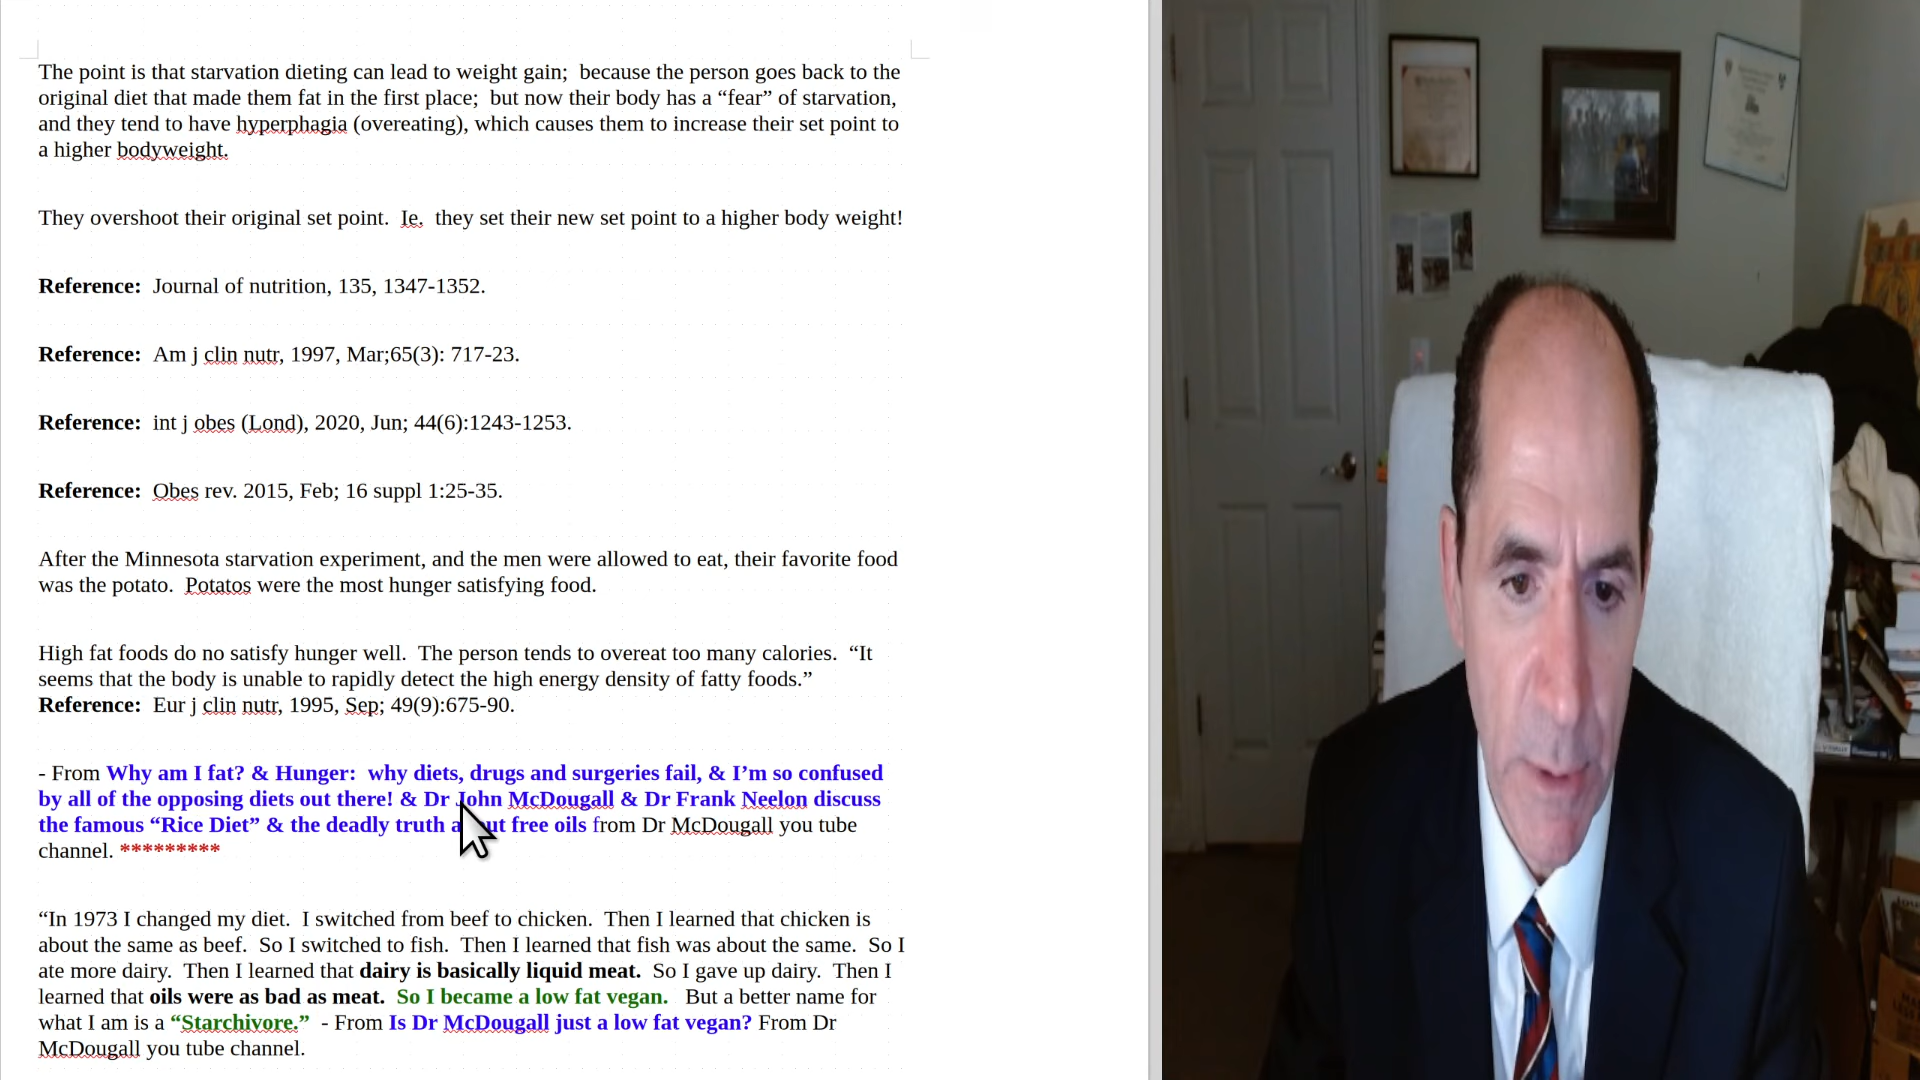 The point is that starvation dieting can lead to weight gain;  because the person goes back to the
original diet that made them fat in the first place;  but now their body has a “fear” of starvation,
and they tend to have hyperphagia (overeating), which causes them to increase their set point to
a higher bodyweight.
They overshoot their original set point.  Ie,  they set their new set point to a higher body weight!
Reference:  Journal of nutrition, 135, 1347-1352.
Reference:  Am j clin nutr, 1997, Mar;65(3): 717-23.
Reference:  int j obes (Lond), 2020, Jun; 44(6):1243-1253.
Reference:  Obes rev. 2015, Feb; 16 suppl 1:25-35.
After the Minnesota starvation experiment, and the men were allowed to eat, their favorite food
was the potato.  Potatos were the most hunger satisfying food.
High fat foods do no satisfy hunger well.  The person tends to overeat too many calories.  “It
seems that the body is unable to rapidly detect the high energy density of fatty foods.”
Reference:  Eur j clin nutr, 1995, Sep; 49(9):675-90.
- From Why am I fat? & Hunger:  why diets, drugs and surgeries fail, & I’m so confused
by all of the opposing diets out there! & Dr John McDougall & Dr Frank Neelon discuss
the famous “Rice Diet” & the deadly truth about free oils from Dr McDougall you tube
channel. *********
“In 1973 I changed my diet.  I switched from beef to chicken.  Then I learned that chicken is
about the same as beef.  So I switched to fish.  Then I learned that fish was about the same.  So I
ate more dairy.  Then I learned that dairy is basically liquid meat.  So I gave up dairy.  Then I
learned that oils were as bad as meat.  So I became a low fat vegan.   But a better name for
what I am is a “Starchivore.”  - From Is Dr McDougall just a low fat vegan? From Dr
McDougall you tube channel.